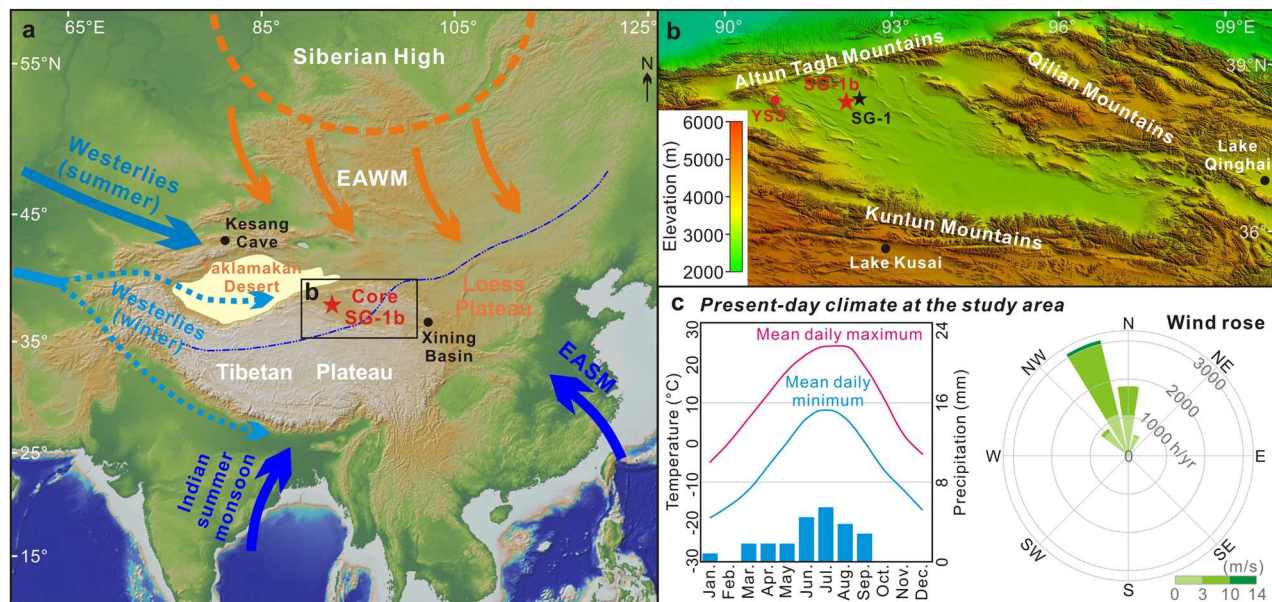 a
65°E
85°
105°
125°
N
55°N
45°
35°
25°
15°
Siberian High
Westerlies
(summer)
EAWM
Kesang
Cave
Taklamakan
Desert
Westerlies
(winter)
b
Core
SG-1b
Loess
Plateau
Xining
Basin
Tibetan Plateau
EASM
Indian
summer
monsoon
b
90°
93°
96°
99°E
39°N
36°
Altun Tagh Mountains
Qilian Mountains
SG-1b
SG-1
YSS
Lake
Qinghai
Kunlun Mountains
Lake Kusai
Elevation (m)
6000
5000
4000
3000
2000
c Present-day climate at the study area
Temperature (°C)
30
20
10
0
-10
-20
-30
Mean daily maximum
Mean daily
minimum
Precipitation (mm)
24
16
8
0
Jan.
Feb.
Mar.
Apr.
May
Jun.
Jul.
Aug.
Sep.
Oct.
Nov.
Dec.
Wind rose
N
NE
E
SE
S
SW
W
NW
3000
2000
1000 h/yr
0
(m/s)
0 3 10 14